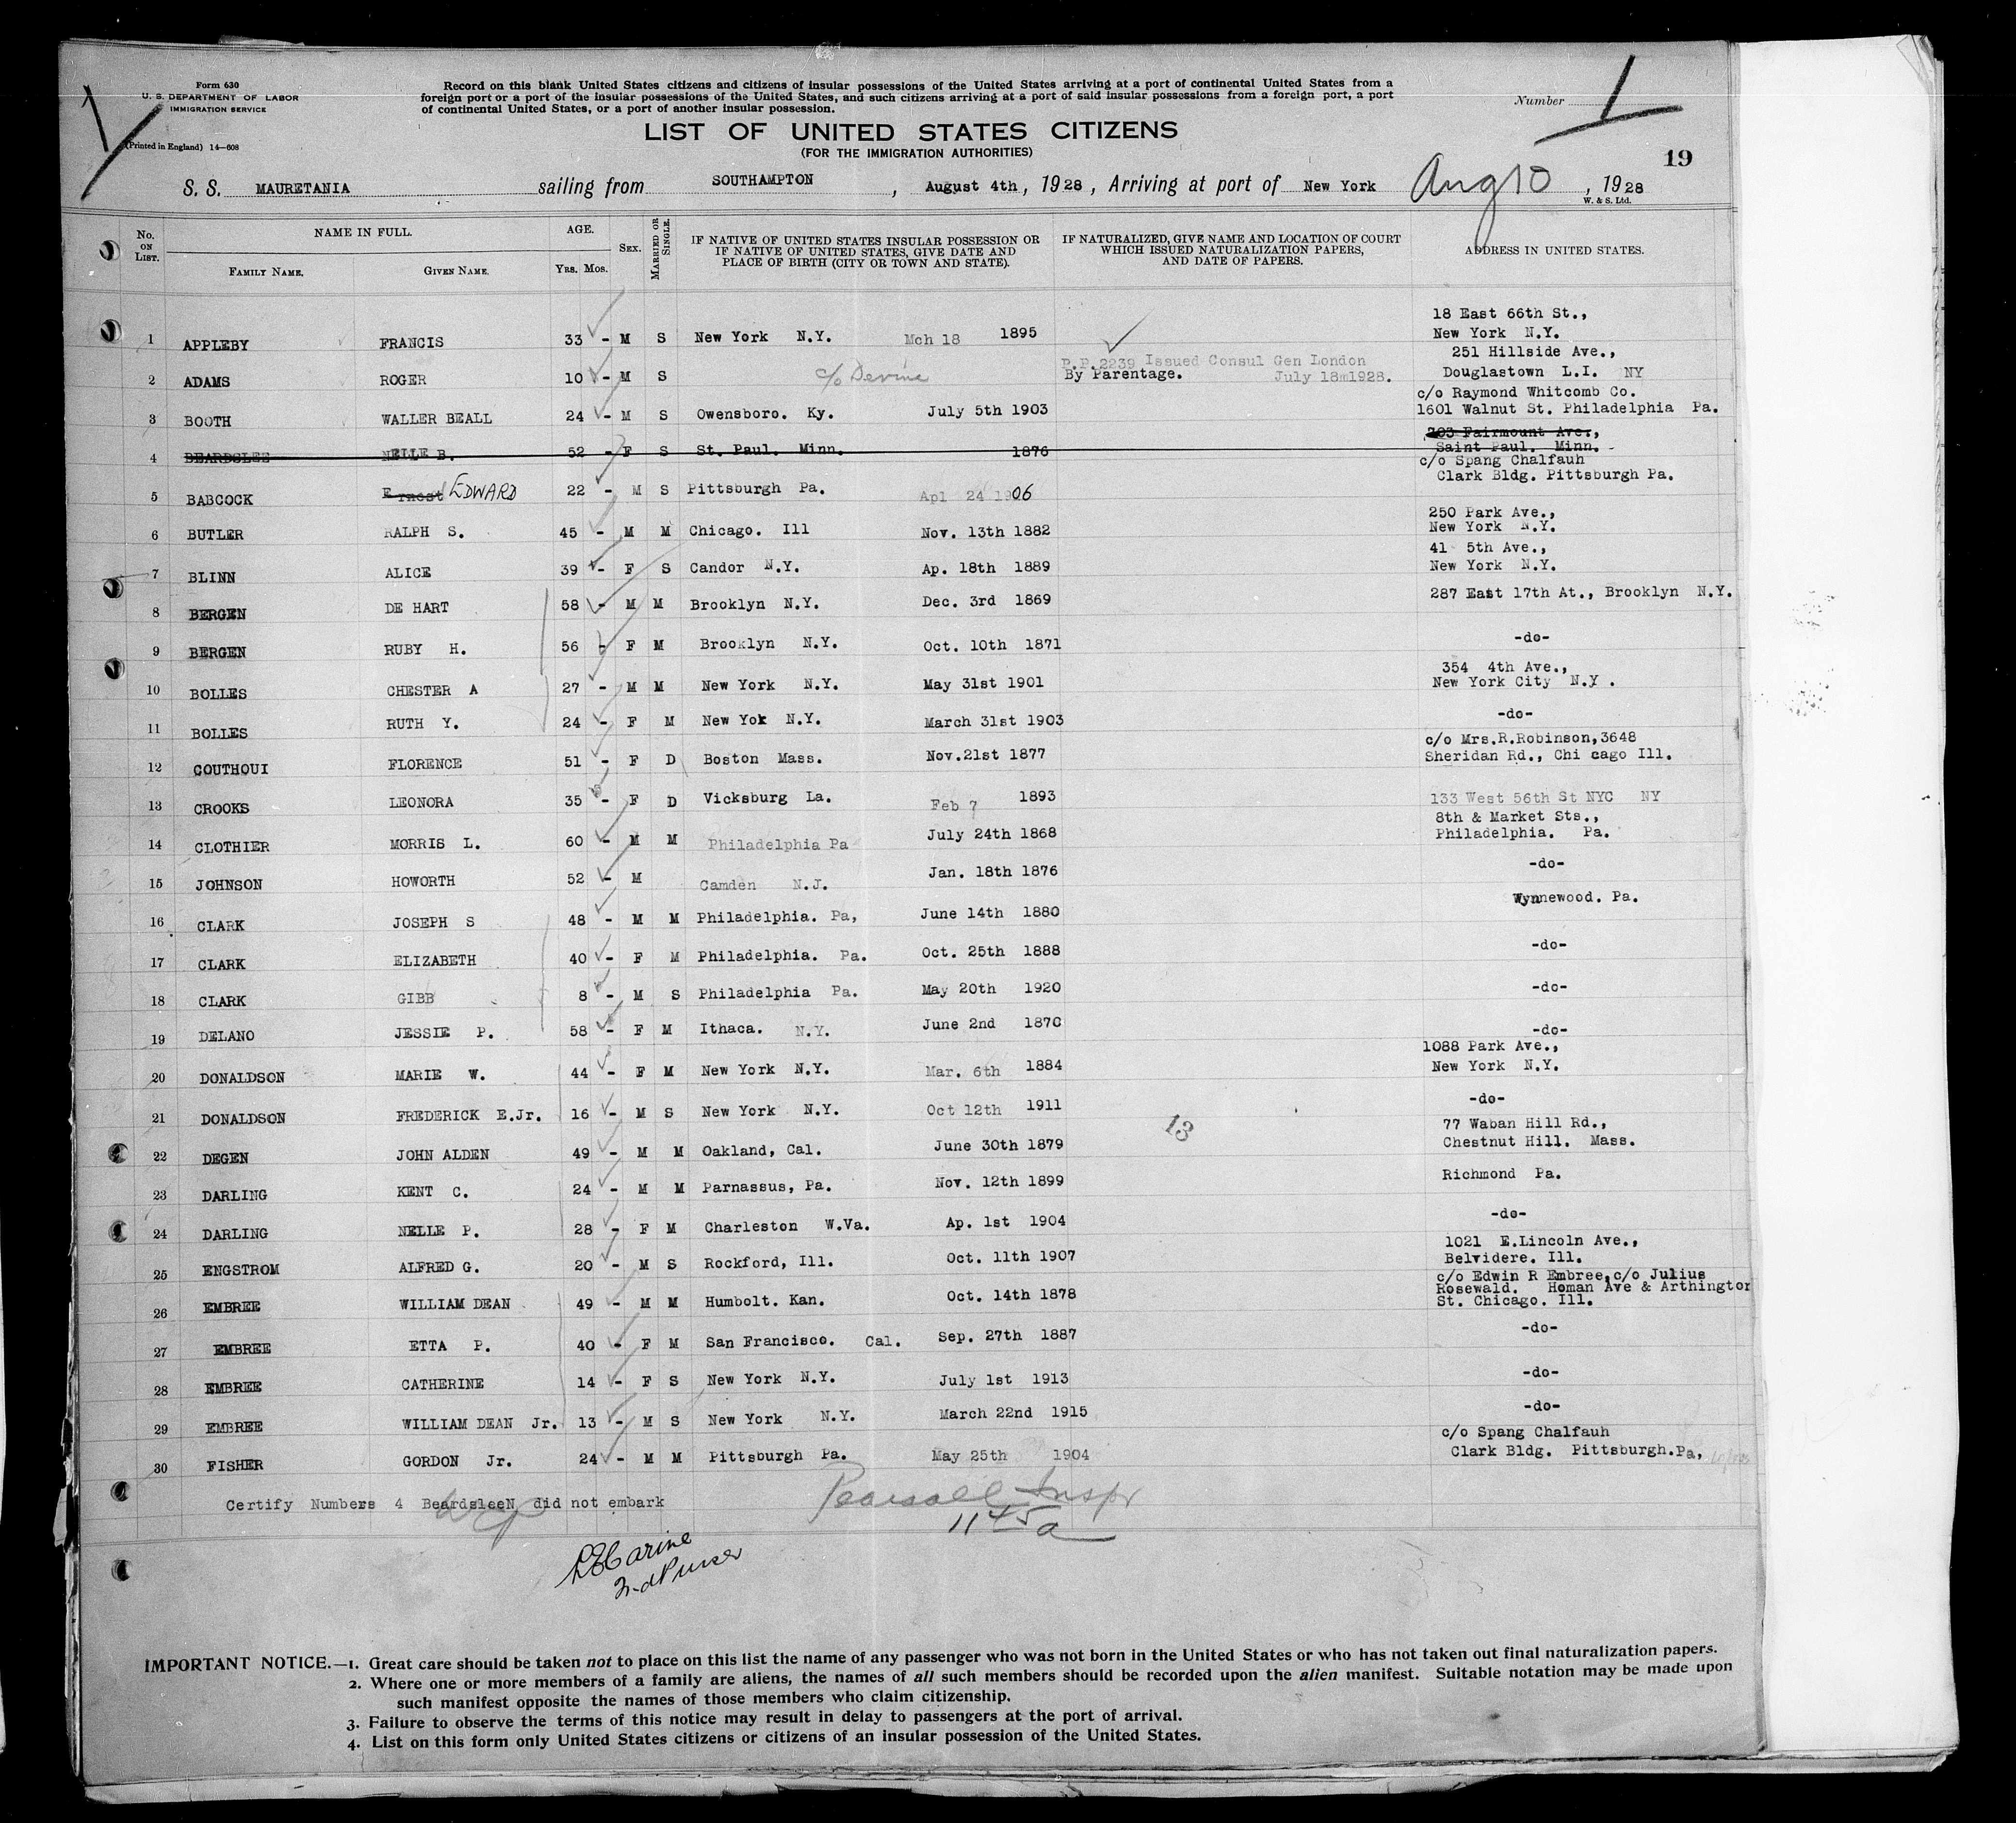 Form 630
U. S. DEPARTMENT OF LABOR
IMMIGRATION SERVICE
(Printed in England) 14—608
Record on this blank United States citizens and citizens of insular possessions of the United States arriving at a port of continental United States from a
foreign port or a port of the insular possessions of the United States, and such citizens arriving at a port of said insular possessions from a foreign port, a port
of continental United States, or a port of another insular possession.
Number 1
LIST OF UNITED STATES CITIZENS
(FOR THE IMMIGRATION AUTHORITIES)
19
S. S. MAURETANIA sailing from SOUTHAMPTON, August 4th, 1928, Arriving at port of New York Aug 10, 1928
W. & S. Ltd.
No. ON LIST. NAME IN FULL. FAMILY NAME. GIVEN NAME. AGE. YRS. MOS. SEX. MARRIED OR SINGLE. IF NATIVE OF UNITED STATES INSULAR POSSESSION OR IF NATIVE OF UNITED STATES, GIVE DATE AND PLACE OF BIRTH (CITY OR TOWN AND STATE). IF NATURALIZED, GIVE NAME AND LOCATION OF COURT WHICH ISSUED NATURALIZATION PAPERS, AND DATE OF PAPERS. ADDRESS IN UNITED STATES.
1 APPLEBY FRANCIS 33 - M S New York N.Y. Mch 18 1895 18 East 66th St., New York N.Y.
2 ADAMS ROGER 10 - M S c/o Devine P.P.2239 Issued Consul Gen London By Parentage. July 18m1928. 251 Hillside Ave., Douglastown L.I. NY
3 BOOTH WALLER BEALL 24 - M S Owensboro. Ky. July 5th 1903 c/o Raymond Whitcomb Co. 1601 Walnut St. Philadelphia Pa.
4 BEARDSLEE NELLE B. 52 - F S St. Paul. Minn. 1876 203 Fairmount Ave., Saint Paul. Minn.
5 BABCOCK Ernest EDWARD 22 - M S Pittsburgh Pa. Apl 24 1906 c/o Spang Chalfauh Clark Bldg. Pittsburgh Pa.
6 BUTLER RALPH S. 45 - M M Chicago. Ill Nov. 13th 1882 250 Park Ave., New York N.Y.
7 BLINN ALICE 39 - F S Candor N.Y. Ap. 18th 1889 41 5th Ave., New York N.Y.
8 BERGEN DE HART 58 - M M Brooklyn N.Y. Dec. 3rd 1869 287 East 17th At., Brooklyn N.Y.
9 BERGEN RUBY H. 56 - F M Brooklyn N.Y. Oct. 10th 1871 -do-
10 BOLLES CHESTER A 27 - M M New York N.Y. May 31st 1901 354 4th Ave., New York City N.Y.
11 BOLLES RUTH Y. 24 - F M New Yok N.Y. March 31st 1903 -do-
12 COUTHOUI FLORENCE 51 - F D Boston Mass. Nov.21st 1877 c/o Mrs.R.Robinson,3648 Sheridan Rd., Chi cago Ill.
13 CROOKS LEONORA 35 - F D Vicksburg La. Feb 7 1893 133 West 56th St NYC NY
14 CLOTHIER MORRIS L. 60 - M M Philadelphia Pa July 24th 1868 8th & Market Sts., Philadelphia. Pa.
15 JOHNSON HOWORTH 52 - M Camden N.J. Jan. 18th 1876 -do-
16 CLARK JOSEPH S 48 - M M Philadelphia. Pa, June 14th 1880 Wynnewood. Pa.
17 CLARK ELIZABETH 40 - F M Philadelphia. Pa. Oct. 25th 1888 -do-
18 CLARK GIBB 8 - M S Philadelphia Pa. May 20th 1920 -do-
19 DELANO JESSIE P. 58 - F M Ithaca. N.Y. June 2nd 1870 -do-
20 DONALDSON MARIE W. 44 - F M New York N.Y. Mar. 6th 1884 1088 Park Ave., New York N.Y.
21 DONALDSON FREDERICK E.Jr. 16 - M S New York N.Y. Oct 12th 1911 -do-
13
22 DEGEN JOHN ALDEN 49 - M M Oakland, Cal. June 30th 1879 77 Waban Hill Rd., Chestnut Hill. Mass.
23 DARLING KENT C. 24 - M M Parnassus, Pa. Nov. 12th 1899 Richmond Pa.
24 DARLING NELLE P. 28 - F M Charleston W.Va. Ap. 1st 1904 -do-
25 ENGSTROM ALFRED G. 20 - M S Rockford, Ill. Oct. 11th 1907 1021 E.Lincoln Ave., Belvidere. Ill.
26 EMBREE WILLIAM DEAN 49 - M M Humbolt. Kan. Oct. 14th 1878 c/o Edwin R Embree,c/o Julius Rosewald. Homan Ave & Arthington St. Chicago. Ill.
27 EMBREE ETTA P. 40 - F M San Francisco. Cal. Sep. 27th 1887 -do-
28 EMBREE CATHERINE 14 - F S New York N.Y. July 1st 1913 -do-
29 EMBREE WILLIAM DEAN Jr. 13 - M S New York N.Y. March 22nd 1915 -do-
30 FISHER GORDON Jr. 24 - M M Pittsburgh Pa. May 25th 1904 c/o Spang Chalfauh Clark Bldg. Pittsburgh.Pa,
Certify Numbers 4 BeardsleeN did not embark
Pearsall Inspr
11 45 a
2nd Purser
IMPORTANT NOTICE.—1. Great care should be taken not to place on this list the name of any passenger who was not born in the United States or who has not taken out final naturalization papers.
2. Where one or more members of a family are aliens, the names of all such members should be recorded upon the alien manifest. Suitable notation may be made upon
such manifest opposite the names of those members who claim citizenship.
3. Failure to observe the terms of this notice may result in delay to passengers at the port of arrival.
4. List on this form only United States citizens or citizens of an insular possession of the United States.